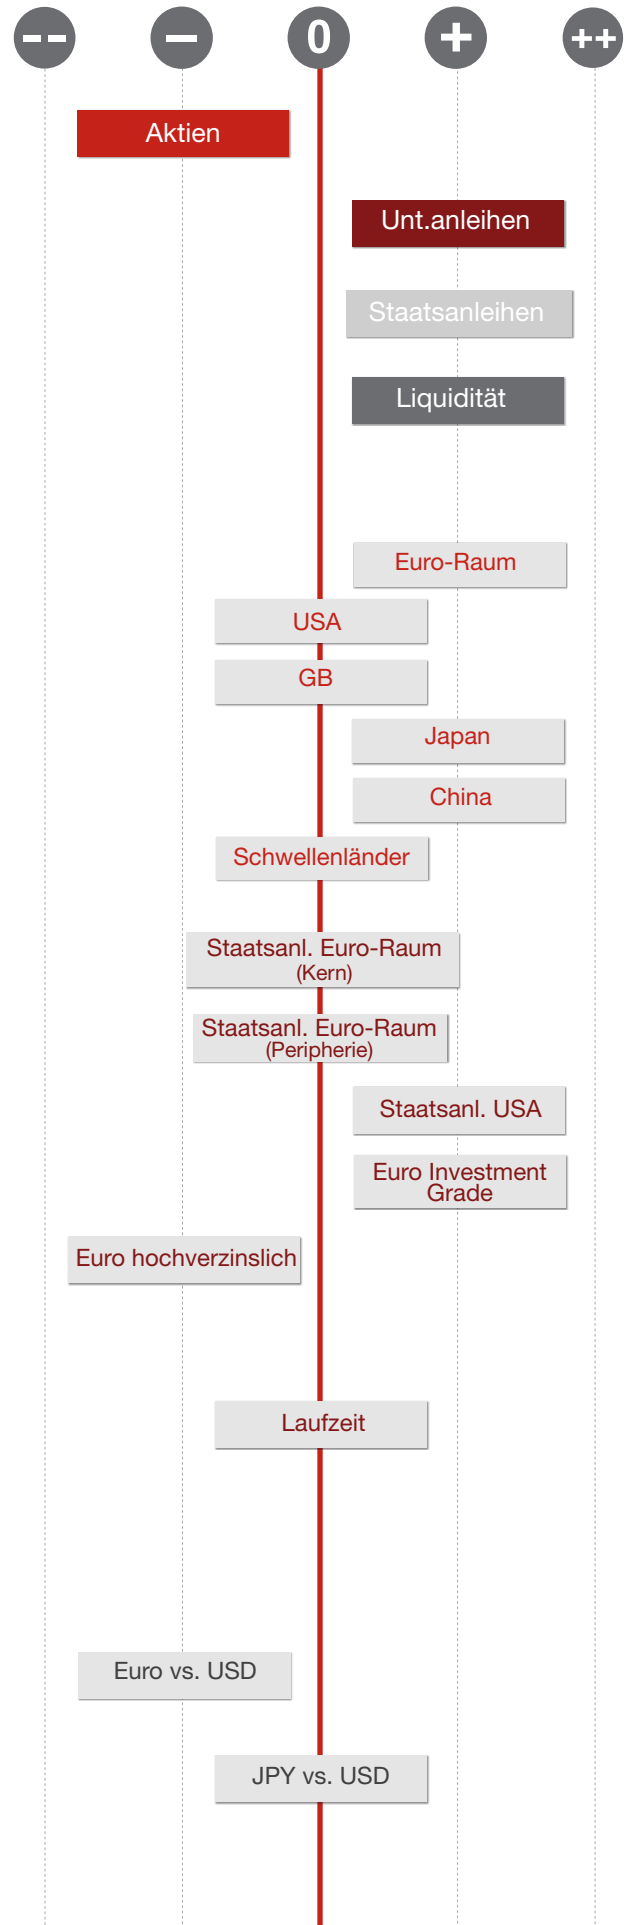 -- - 0 + ++
Aktien
Unt.anleihen
Staatsanleihen
Liquidität
Euro-Raum
USA
GB
Japan
China
Schwellenländer
Staatsanl. Euro-Raum
(Kern)
Staatsanl. Euro-Raum
(Peripherie)
Staatsanl. USA
Euro Investment
Grade
Euro hochverzinslich
Laufzeit
Euro vs. USD
JPY vs. USD